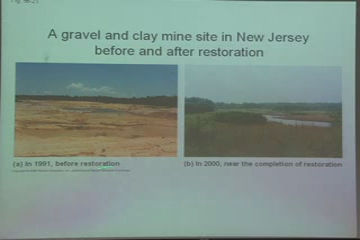 A gravel and clay mine site in New Jersey
before and after restoration
(a) In 1991, before restoration
(b) In 2000, near the completion of restoration